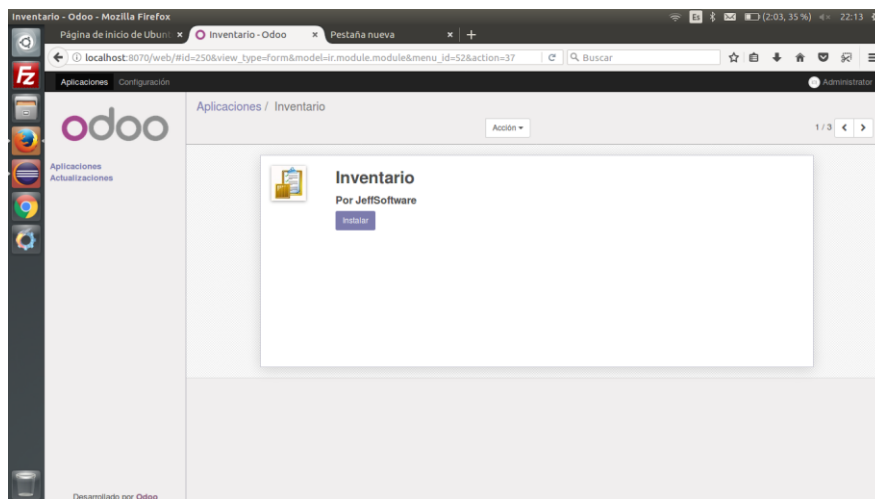 Inventario - Odoo - Mozilla Firefox
Es
(2:03, 35 %)
22:13
Página de inicio de Ubunt
Inventario - Odoo
Pestaña nueva
localhost:8070/web/#id=250&view_type=form&model=ir.module.module&menu_id=52&action=37
Buscar
Aplicaciones
Configuración
Administrator
odoo
Aplicaciones / Inventario
Acción
1 / 3
Aplicaciones
Actualizaciones
Inventario
Por JeffSoftware
Instalar
Desarrollado por Odoo